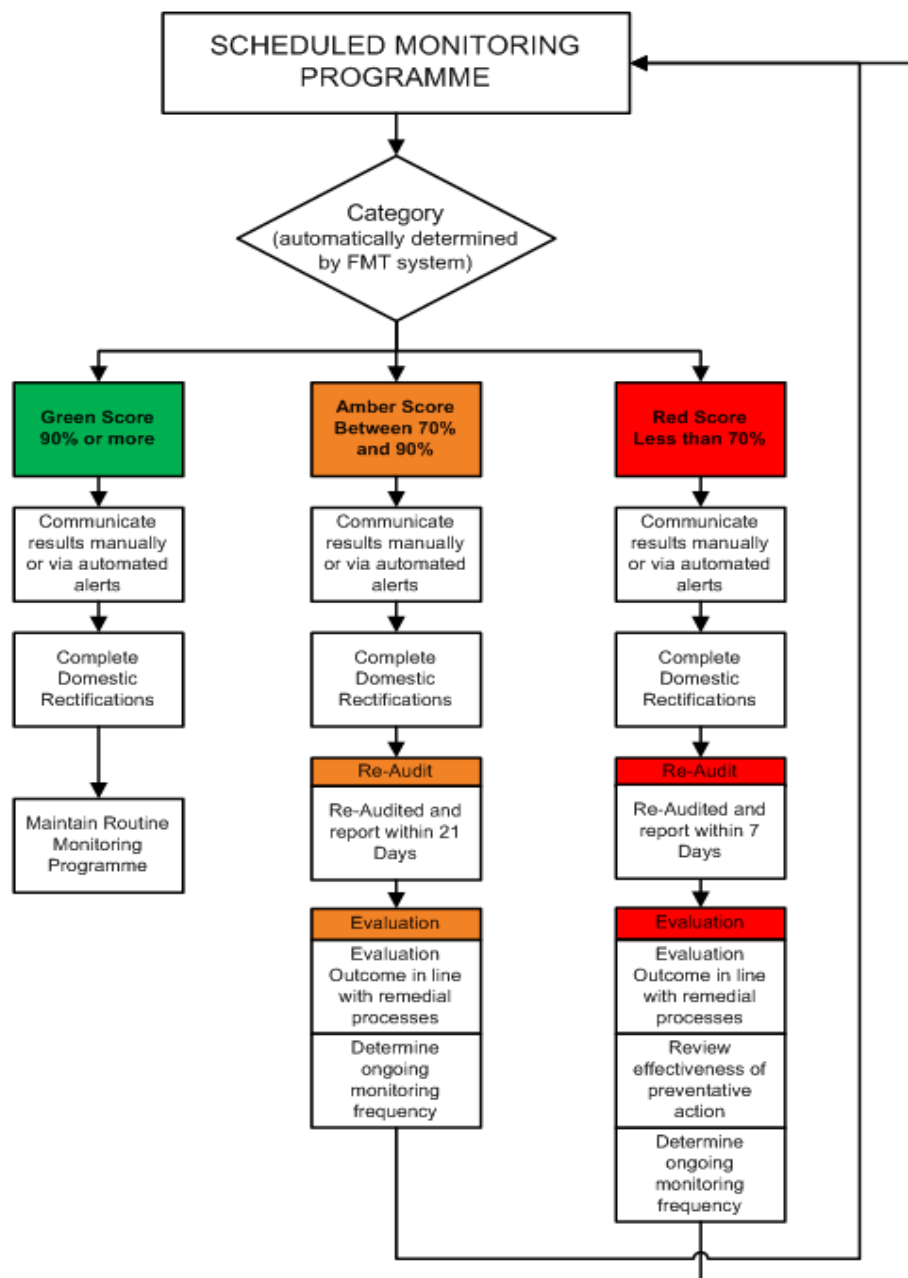 SCHEDULED MONITORING
PROGRAMME
Category
(automatically determined
by FMT system)
Green Score
90% or more
Amber Score
Between 70%
and 90%
Red Score
Less than 70%
Communicate
results manually
or via automated
alerts
Communicate
results manually
or via automated
alerts
Communicate
results manually
or via automated
alerts
Complete
Domestic
Rectifications
Complete
Domestic
Rectifications
Complete
Domestic
Rectifications
Maintain Routine
Monitoring
Programme
Re-Audit
Re-Audited and
report within 21
Days
Re-Audit
Re-Audited and
report within 7
Days
Evaluation
Evaluation
Outcome in line
with remedial
processes
Determine
ongoing
monitoring
frequency
Evaluation
Evaluation
Outcome in line
with remedial
processes
Review
effectiveness of
preventative
action
Determine
ongoing
monitoring
frequency